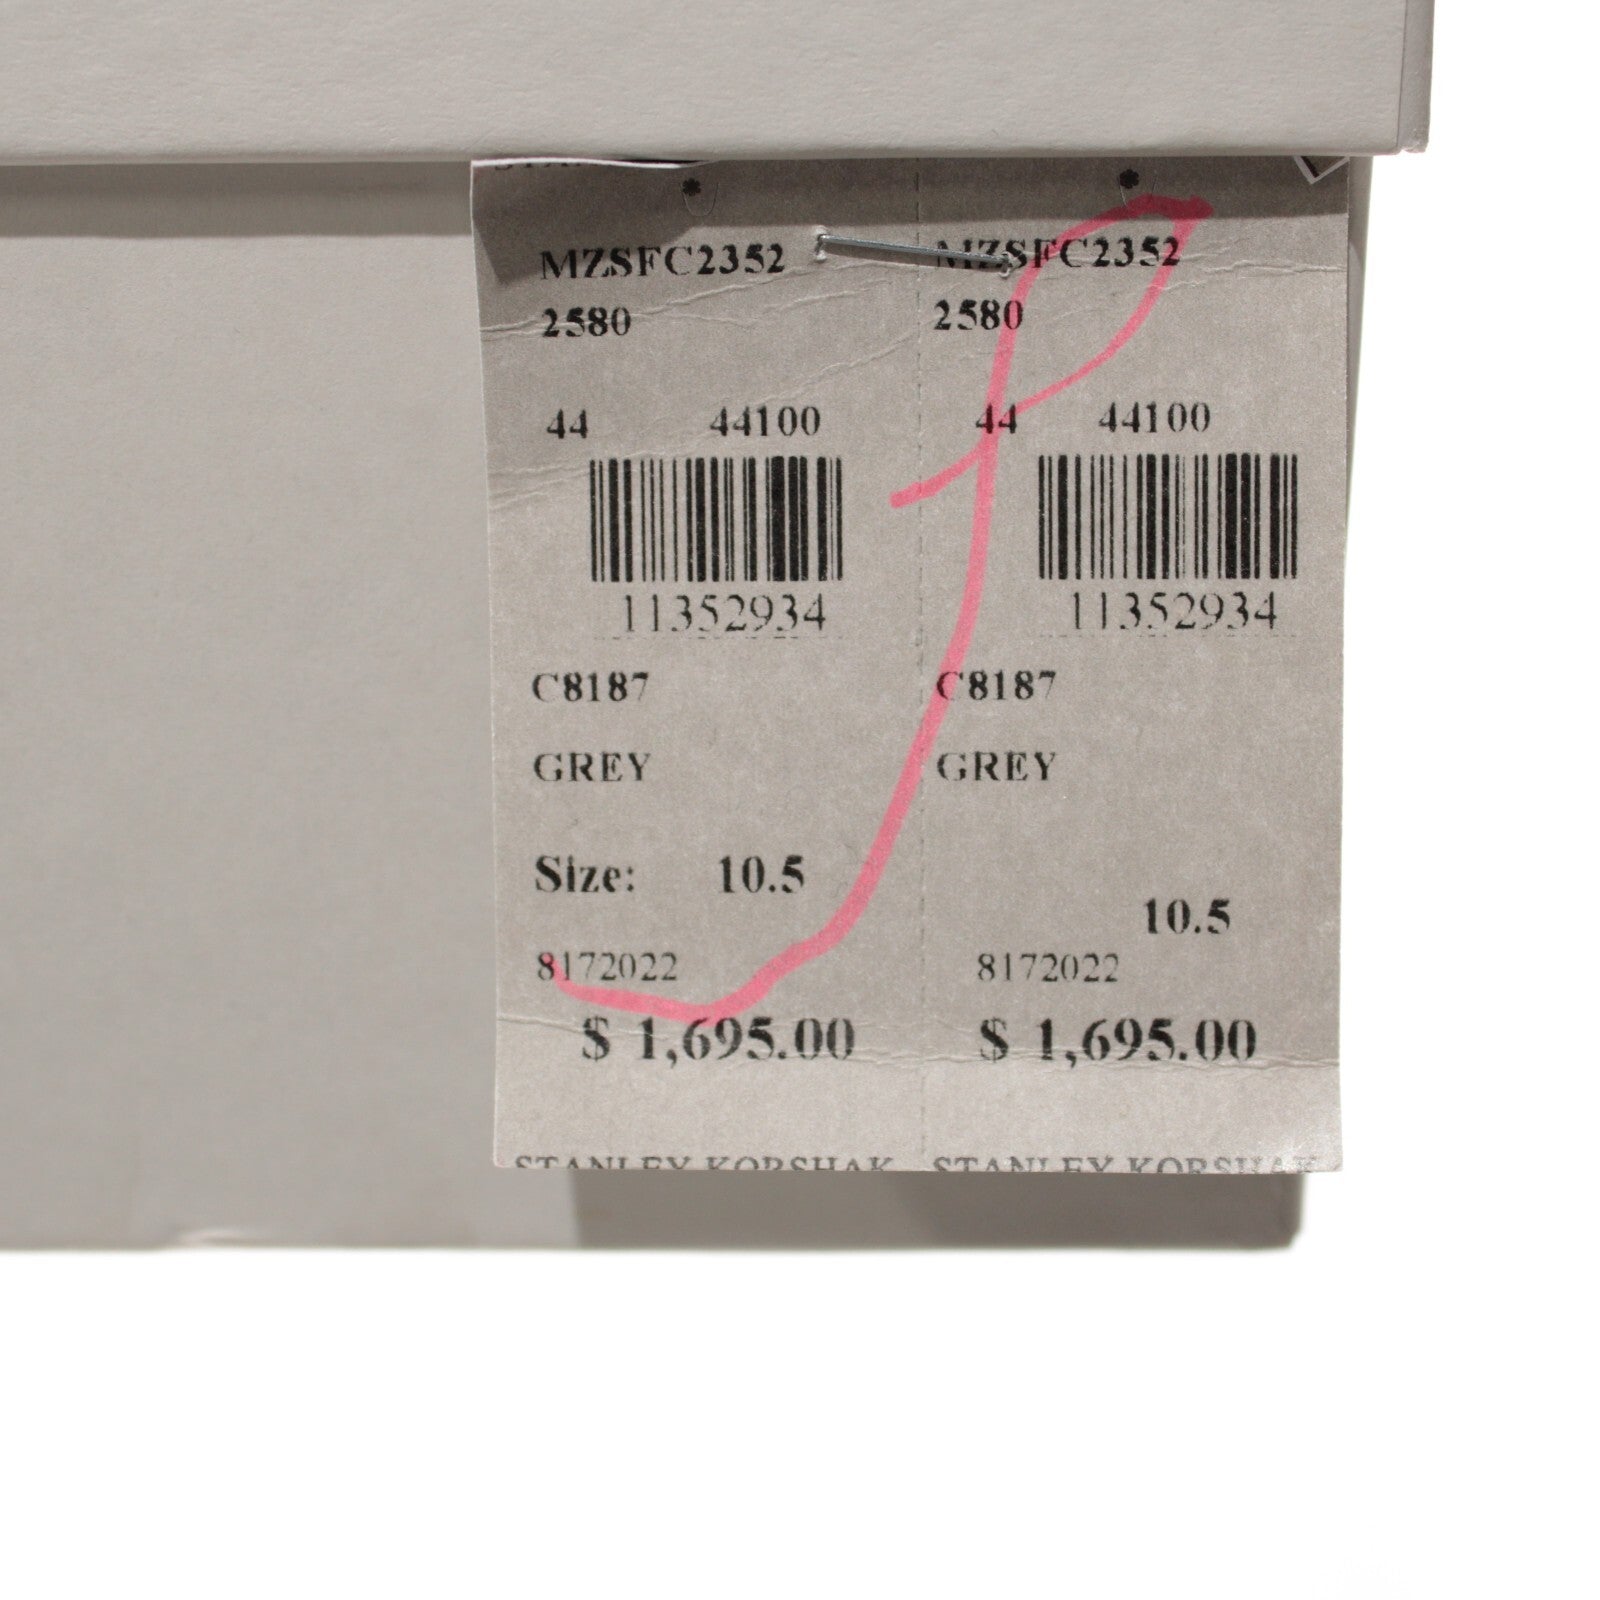 MZSFC2352
2580
44 44100
11352934
C8187
GREY
Size: 10.5
8172022
$ 1,695.00
STANLEY KORSHAK
MZSFC2352
2580
44 44100
11352934
C8187
GREY
10.5
8172022
$ 1,695.00
STANLEY KORSHAK